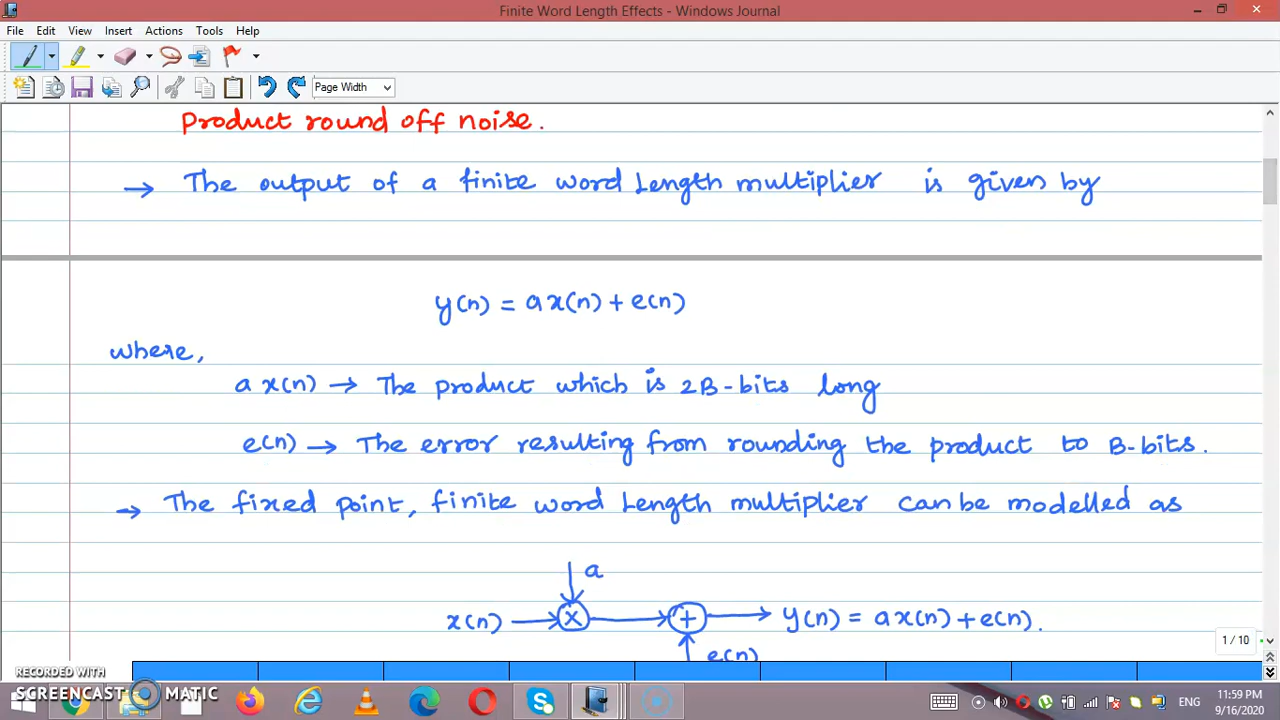 Finite Word Length Effects - Windows Journal
File Edit View Insert Actions Tools Help
Page Width
Product round off noise.
→ The output of a finite word Length multiplier is given by
y(n) = ax(n) + e(n)
where,
a x(n) → The product which is 2B-bits long
e(n) → The error resulting from rounding the product to B-bits.
→ The fixed point, finite word Length multiplier can be modelled as
a
x(n) × + y(n) = ax(n) + e(n).
e(n)
1 / 10
RECORDED WITH
SCREENCAST MATIC
ENG
11:59 PM
9/16/2020